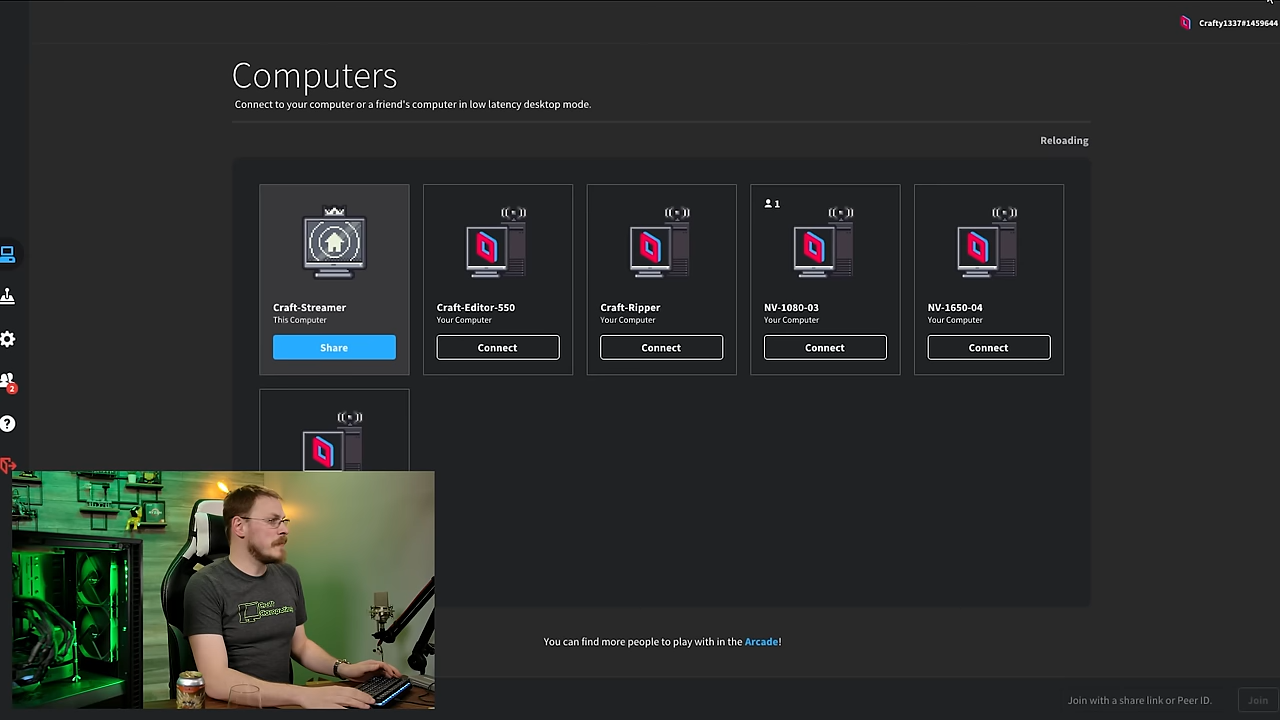 Crafty1337#1459644
Computers
Connect to your computer or a friend's computer in low latency desktop mode.
Reloading
1
Craft-Streamer
This Computer
Share
Craft-Editor-550
Your Computer
Connect
Craft-Ripper
Your Computer
Connect
NV-1080-03
Your Computer
Connect
NV-1650-04
Your Computer
Connect
2
?
Craft
Computing
You can find more people to play with in the Arcade!
Join with a share link or Peer ID.
Join